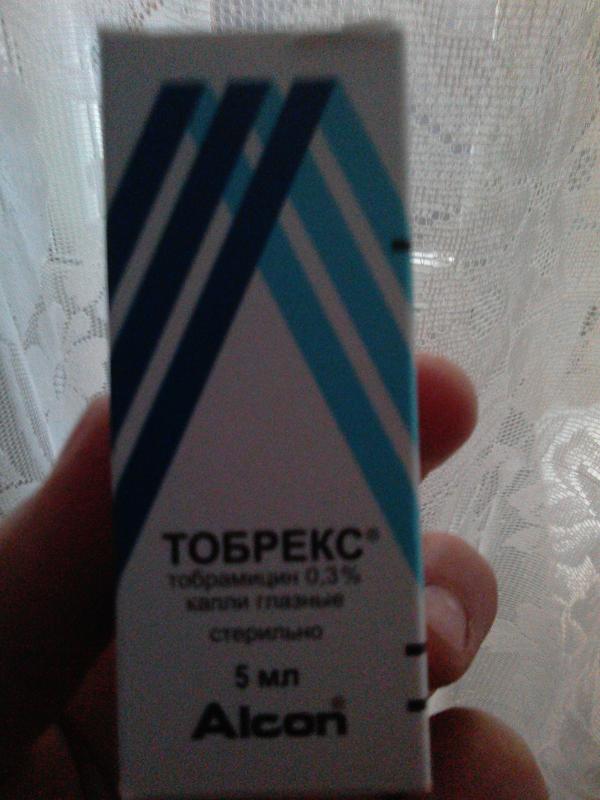 ТОБРЕКС®
тобрамицин 0,3%
капли глазные
стерильно
5 мл
Alcon®